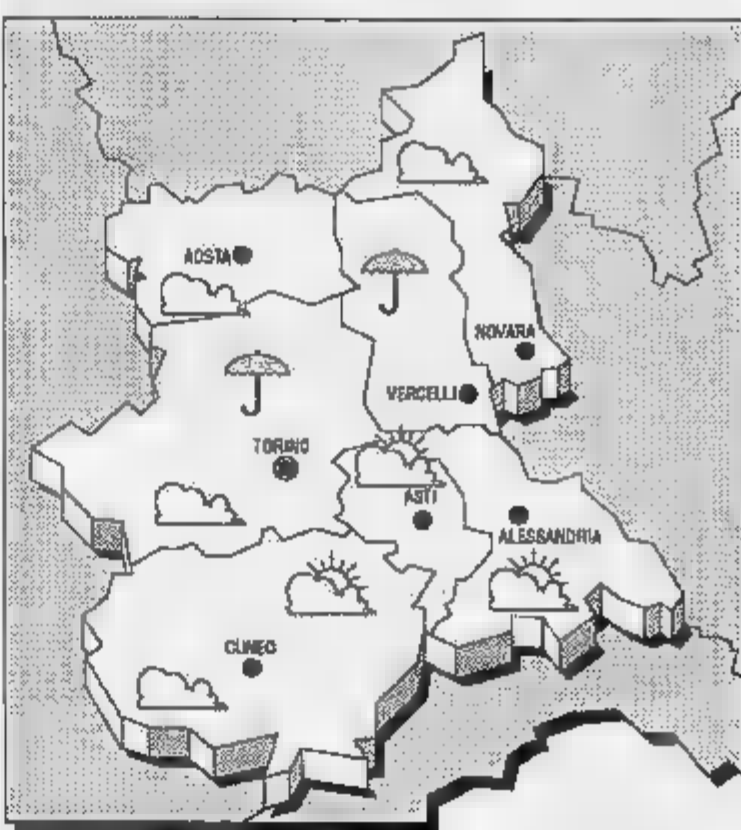 AOSTA
NOVARA
VERCELLI
TORINO
ASTI
ALESSANDRIA
CUNEO